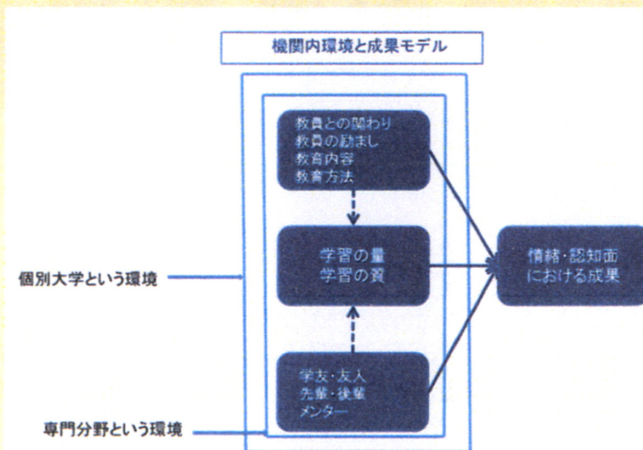 機関内環境と成果モデル
教員との関わり
教員の励まし
教育内容
教育方法
学習の量
学習の質
個別大学という環境
情緒・認知面
における成果
学友・友人
先輩・後輩
メンター
専門分野という環境